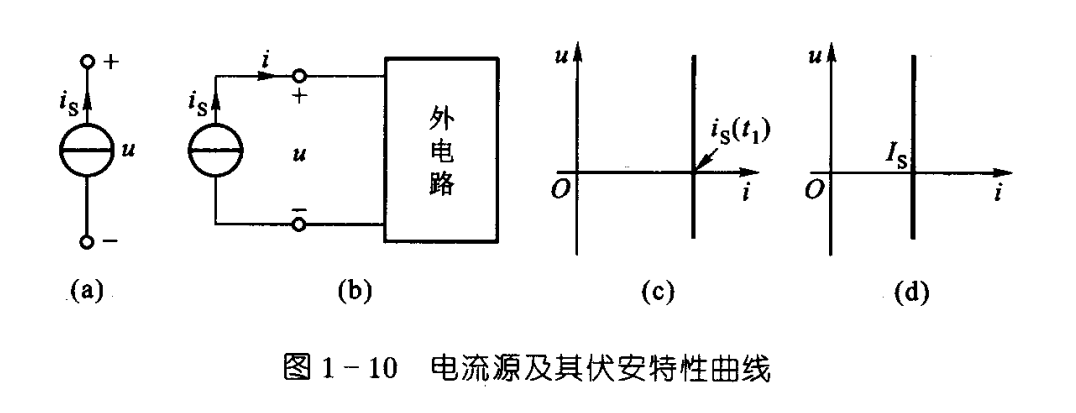 +
i_S
u
−
(a)
i
+
i_S
u
−
外电路
(b)
u
i_S(t_1)
O
i
(c)
u
I_S
O
i
(d)
图 1-10 电流源及其伏安特性曲线